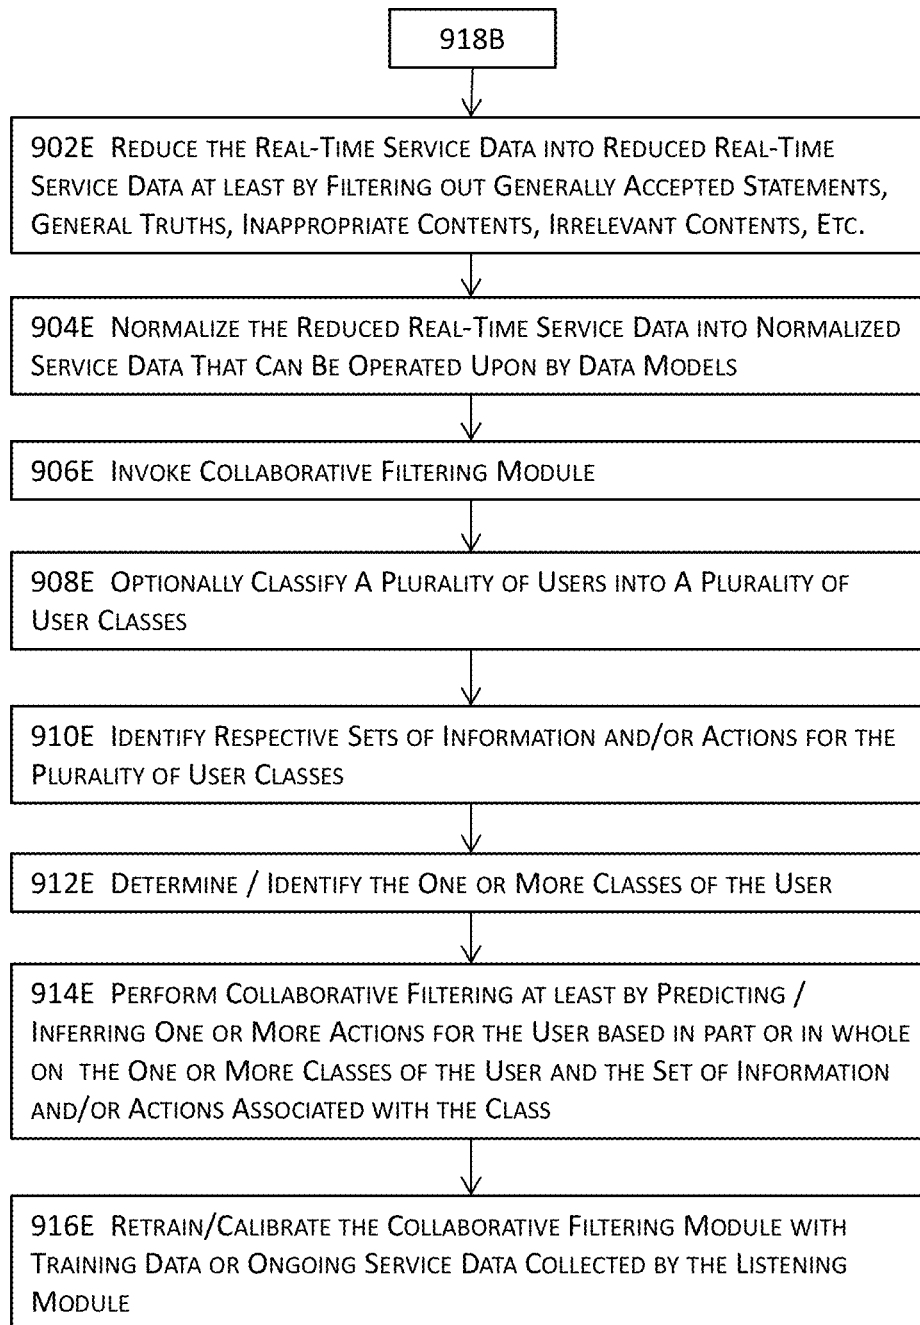 918B
902E Reduce the Real-Time Service Data into Reduced Real-Time
Service Data at least by Filtering out Generally Accepted Statements,
General Truths, Inappropriate Contents, Irrelevant Contents, Etc.
904E Normalize the Reduced Real-Time Service Data into Normalized
Service Data That Can Be Operated Upon by Data Models
906E Invoke Collaborative Filtering Module
908E Optionally Classify A Plurality of Users into A Plurality of
User Classes
910E Identify Respective Sets of Information and/or Actions for the
Plurality of User Classes
912E Determine / Identify the One or More Classes of the User
914E Perform Collaborative Filtering at least by Predicting /
Inferring One or More Actions for the User based in part or in whole
on the One or More Classes of the User and the Set of Information
and/or Actions Associated with the Class
916E Retrain/Calibrate the Collaborative Filtering Module with
Training Data or Ongoing Service Data Collected by the Listening
Module